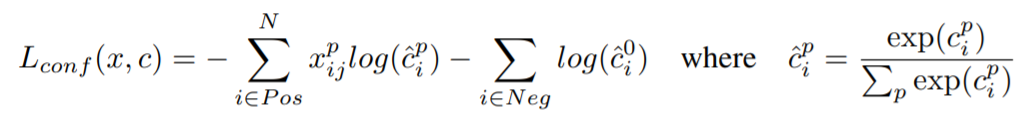 L_{conf}(x, c) = - \sum_{i \in Pos}^{N} x_{ij}^{p} log(\hat{c}_{i}^{p}) - \sum_{i \in Neg} log(\hat{c}_{i}^{0}) where \hat{c}_{i}^{p} = \frac{\exp(c_{i}^{p})}{\sum_{p} \exp(c_{i}^{p})}